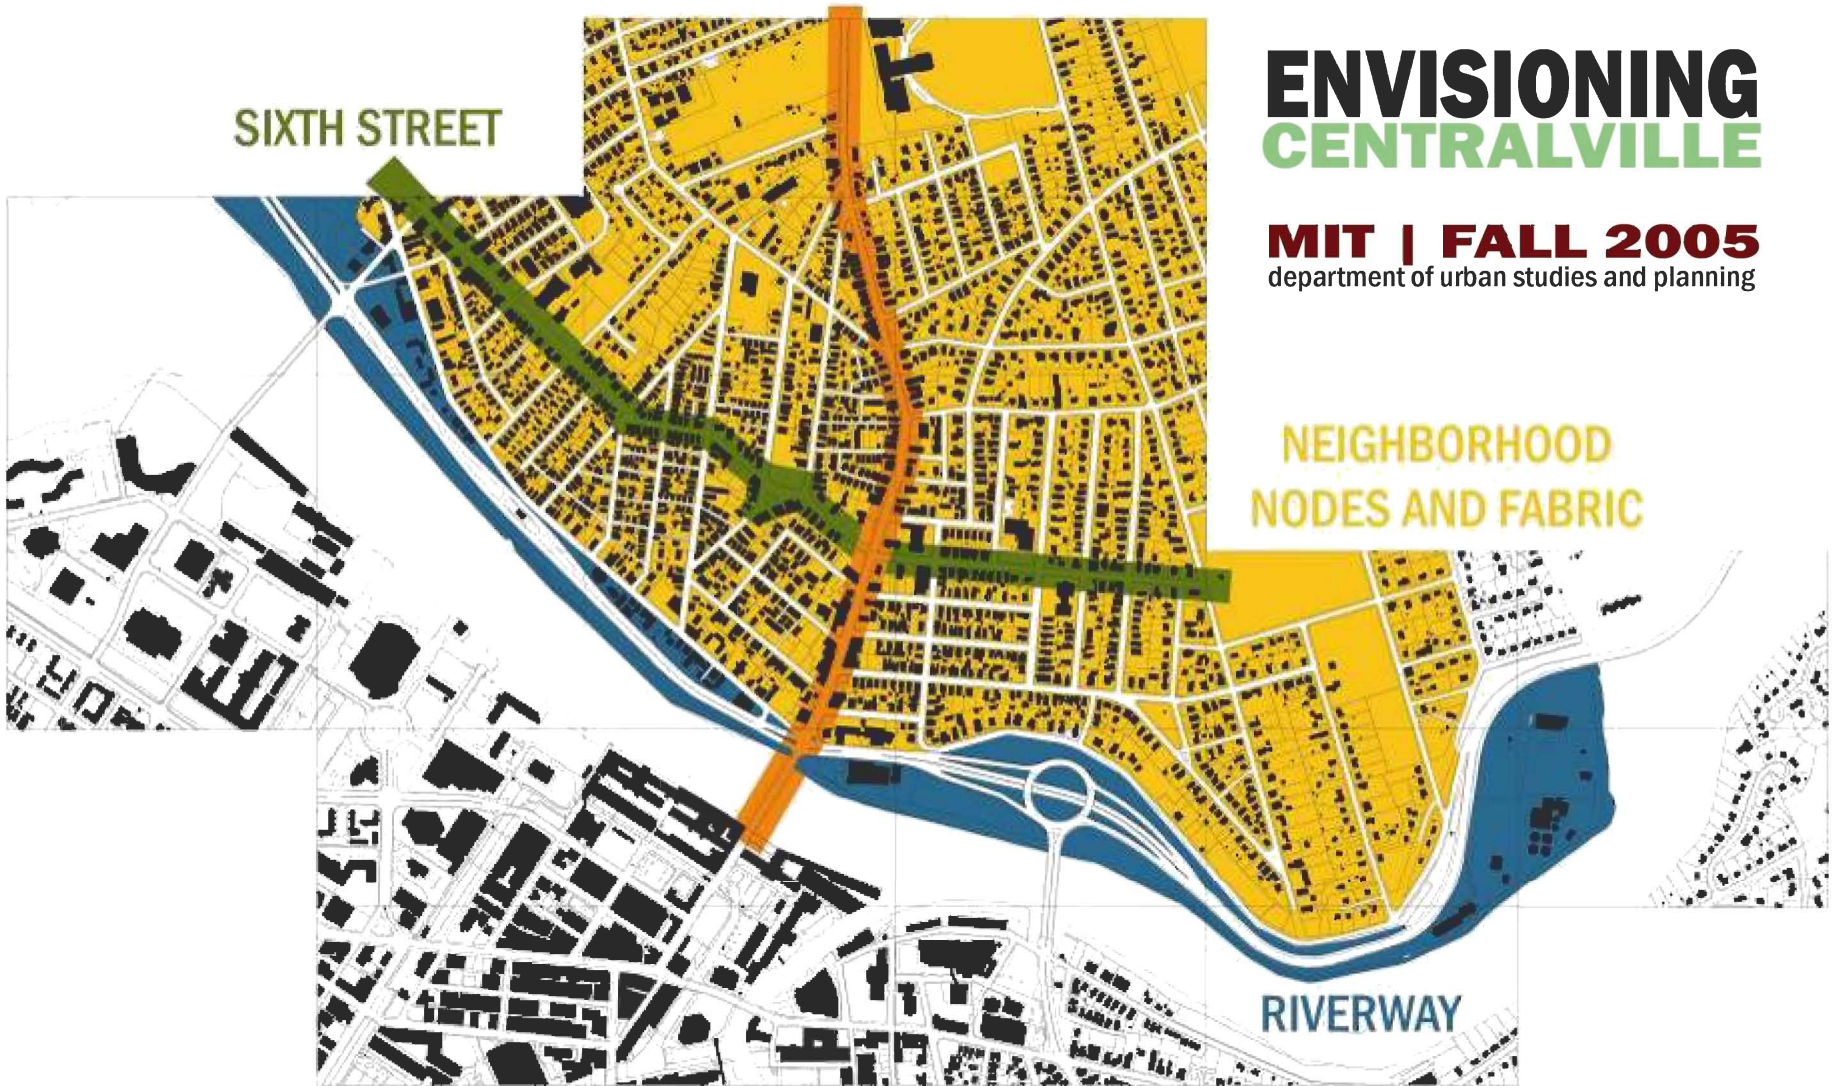 SIXTH STREET
ENVISIONING
CENTRALVILLE
MIT | FALL 2005
department of urban studies and planning
NEIGHBORHOOD
NODES AND FABRIC
RIVERWAY